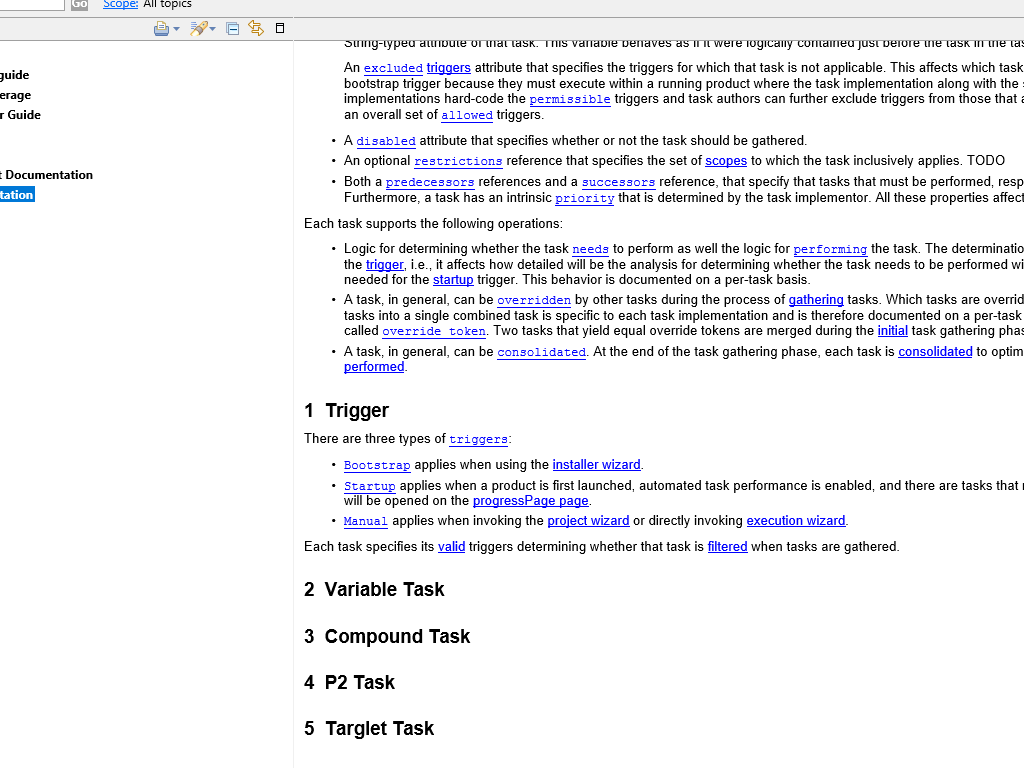 Go Scope: All topics
guide
erage
r Guide
t Documentation
tation
String-typed attribute of that task. This variable behaves as if it were logically contained just before the task in the tas
An excluded triggers attribute that specifies the triggers for which that task is not applicable. This affects which task
bootstrap trigger because they must execute within a running product where the task implementation along with the s
implementations hard-code the permissible triggers and task authors can further exclude triggers from those that a
an overall set of allowed triggers.
• A disabled attribute that specifies whether or not the task should be gathered.
• An optional restrictions reference that specifies the set of scopes to which the task inclusively applies. TODO
• Both a predecessors references and a successors reference, that specify that tasks that must be performed, resp
Furthermore, a task has an intrinsic priority that is determined by the task implementor. All these properties affect
Each task supports the following operations:
• Logic for determining whether the task needs to perform as well the logic for performing the task. The determinatio
the trigger, i.e., it affects how detailed will be the analysis for determining whether the task needs to be performed wi
needed for the startup trigger. This behavior is documented on a per-task basis.
• A task, in general, can be overridden by other tasks during the process of gathering tasks. Which tasks are overrid
tasks into a single combined task is specific to each task implementation and is therefore documented on a per-task
called override token. Two tasks that yield equal override tokens are merged during the initial task gathering phas
• A task, in general, can be consolidated. At the end of the task gathering phase, each task is consolidated to optim
performed.
1 Trigger
There are three types of triggers:
• Bootstrap applies when using the installer wizard.
• Startup applies when a product is first launched, automated task performance is enabled, and there are tasks that
will be opened on the progressPage page.
• Manual applies when invoking the project wizard or directly invoking execution wizard.
Each task specifies its valid triggers determining whether that task is filtered when tasks are gathered.
2 Variable Task
3 Compound Task
4 P2 Task
5 Targlet Task